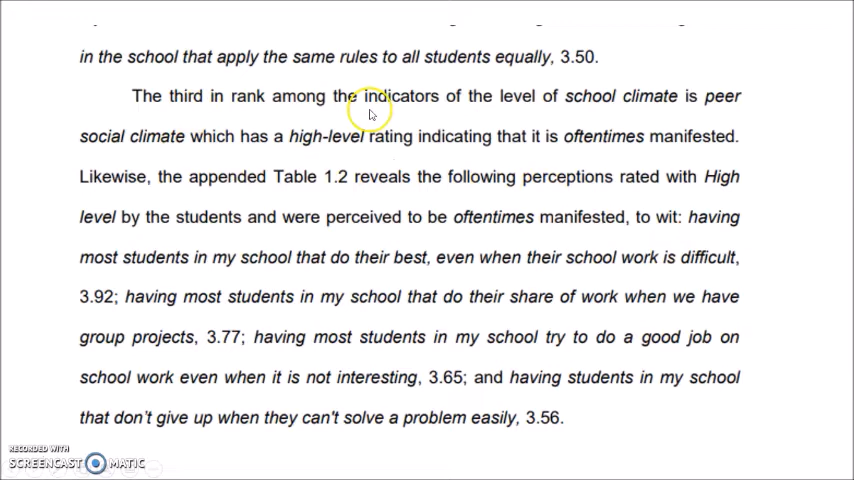 in the school that apply the same rules to all students equally, 3.50.
The third in rank among the indicators of the level of school climate is peer
social climate which has a high-level rating indicating that it is oftentimes manifested.
Likewise, the appended Table 1.2 reveals the following perceptions rated with High
level by the students and were perceived to be oftentimes manifested, to wit: having
most students in my school that do their best, even when their school work is difficult,
3.92; having most students in my school that do their share of work when we have
group projects, 3.77; having most students in my school try to do a good job on
school work even when it is not interesting, 3.65; and having students in my school
that don't give up when they can't solve a problem easily, 3.56.
RECORDED WITH
SCREENCAST MATIC